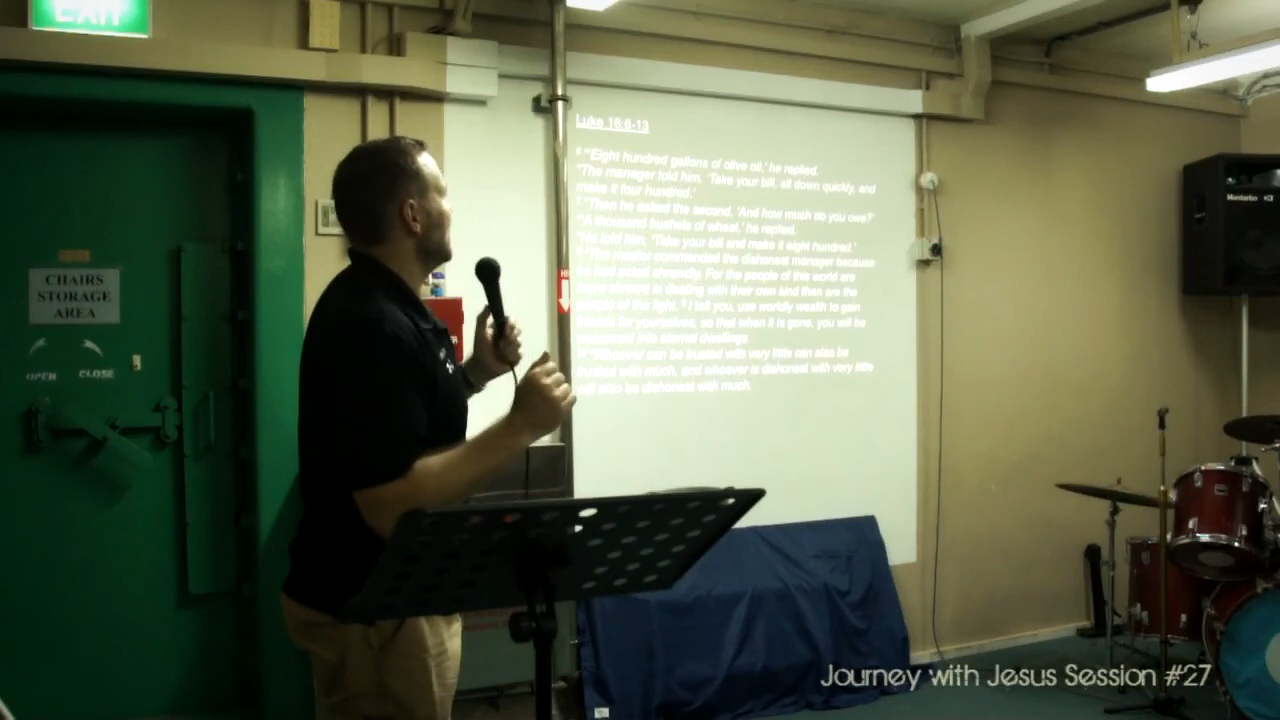 EXIT
Luke 16:6-13
6 "'Eight hundred gallons of olive oil,' he replied.
"The manager told him, 'Take your bill, sit down quickly, and
make it four hundred.'
7 "Then he asked the second, 'And how much do you owe?'
"'A thousand bushels of wheat,' he replied.
"He told him, 'Take your bill and make it eight hundred.'
8 "The master commended the dishonest manager because
he had acted shrewdly. For the people of this world are
more shrewd in dealing with their own kind than are the
people of the light. 9 I tell you, use worldly wealth to gain
friends for yourselves, so that when it is gone, you will be
welcomed into eternal dwellings.
10 "Whoever can be trusted with very little can also be
trusted with much, and whoever is dishonest with very little
will also be dishonest with much.
Montarbo
CHAIRS
STORAGE
AREA
OPEN CLOSE
Journey with Jesus Session #27